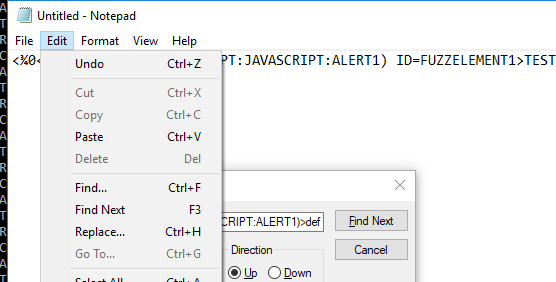 Untitled - Notepad
File Edit Format View Help
<¾0< PT:JAVASCRIPT:ALERT1) ID=FUZZELEMENT1>TEST
Undo Ctrl+Z
Cut Ctrl+X
Copy Ctrl+C
Paste Ctrl+V
Delete Del
Find... Ctrl+F
Find Next F3
Replace... Ctrl+H
Go To... Ctrl+G
Select All Ctrl+A
CRIPT:ALERT1)>def
Find Next
Cancel
Direction
Up Down
A
T
R
C
A
T
T
R
C
A
T
T
R
C
A
T
T
R